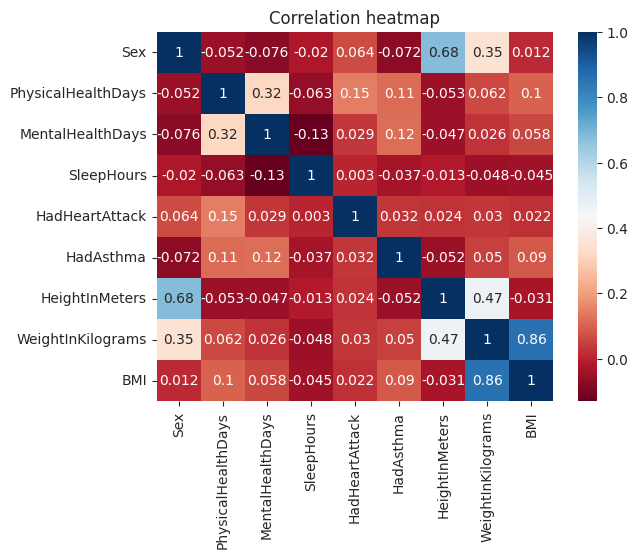 Correlation heatmap
Sex 1 -0.052 -0.076 -0.02 0.064 -0.072 0.68 0.35 0.012
PhysicalHealthDays -0.052 1 0.32 -0.063 0.15 0.11 -0.053 0.062 0.1
MentalHealthDays -0.076 0.32 1 -0.13 0.029 0.12 -0.047 0.026 0.058
SleepHours -0.02 -0.063 -0.13 1 0.003 -0.037 -0.013 -0.048 -0.045
HadHeartAttack 0.064 0.15 0.029 0.003 1 0.032 0.024 0.03 0.022
HadAsthma -0.072 0.11 0.12 -0.037 0.032 1 -0.052 0.05 0.09
HeightInMeters 0.68 -0.053 -0.047 -0.013 0.024 -0.052 1 0.47 -0.031
WeightInKilograms 0.35 0.062 0.026 -0.048 0.03 0.05 0.47 1 0.86
BMI 0.012 0.1 0.058 -0.045 0.022 0.09 -0.031 0.86 1
Sex
PhysicalHealthDays
MentalHealthDays
SleepHours
HadHeartAttack
HadAsthma
HeightInMeters
WeightInKilograms
BMI
1.0
0.8
0.6
0.4
0.2
0.0